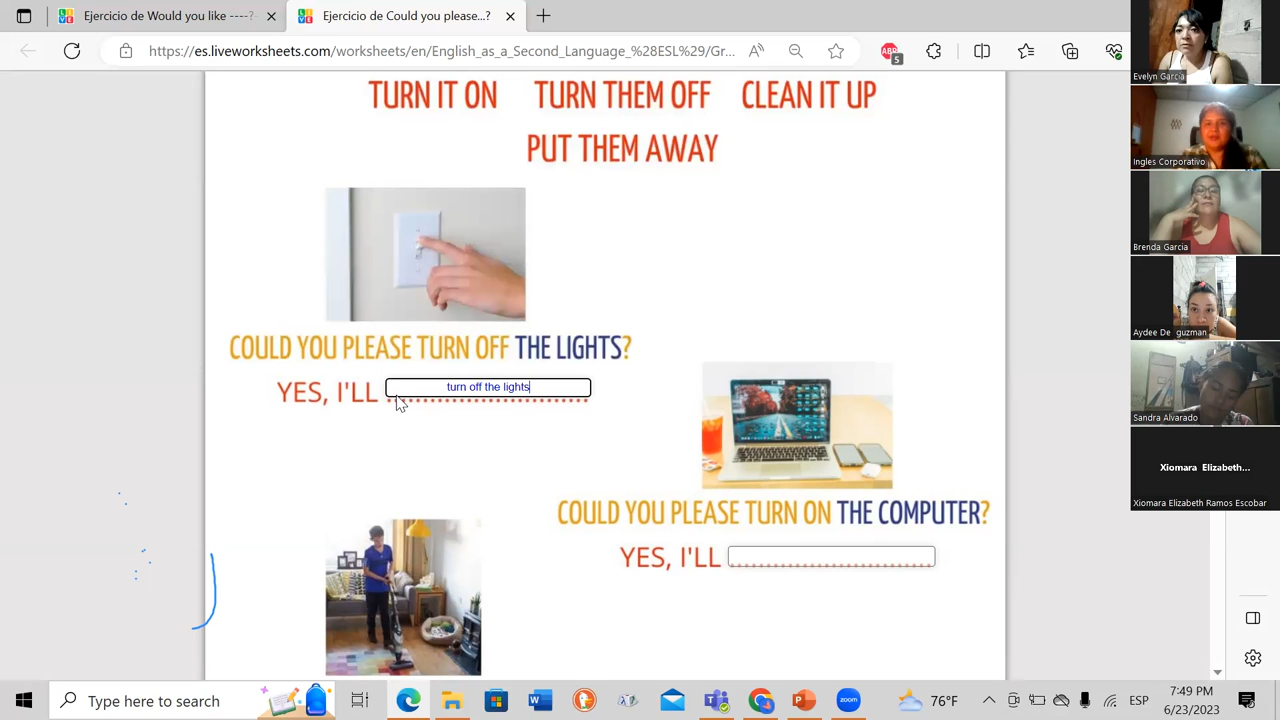 Ejercicio de Would you like ----?
Ejercicio de Could you please t...?
https://es.liveworksheets.com/worksheets/en/English_as_a_Second_Language_%28ESL%29/Gr...
5
TURN IT ON TURN THEM OFF CLEAN IT UP
PUT THEM AWAY
COULD YOU PLEASE TURN OFF THE LIGHTS?
YES, I'LL turn off the lights
COULD YOU PLEASE TURN ON THE COMPUTER?
YES, I'LL
Evelyn Garcia
Ingles Corporativo
Brenda Garcia
Aydee De guzman
Sandra Alvarado
Xiomara Elizabeth...
Xiomara Elizabeth Ramos Escobar
Type here to search
zoom
76°F
ESP
7:49 PM
6/23/2023